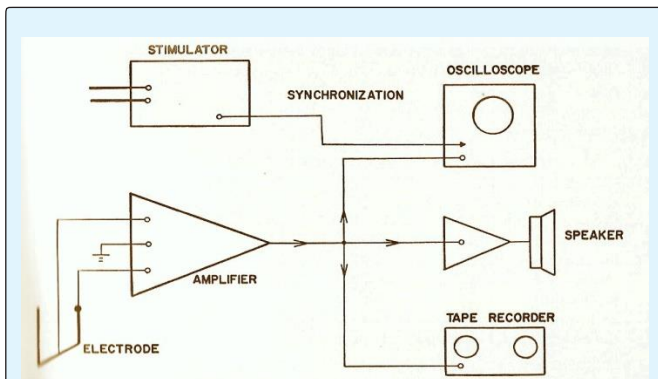 STIMULATOR
OSCILLOSCOPE
SYNCHRONIZATION
SPEAKER
AMPLIFIER
TAPE RECORDER
ELECTRODE